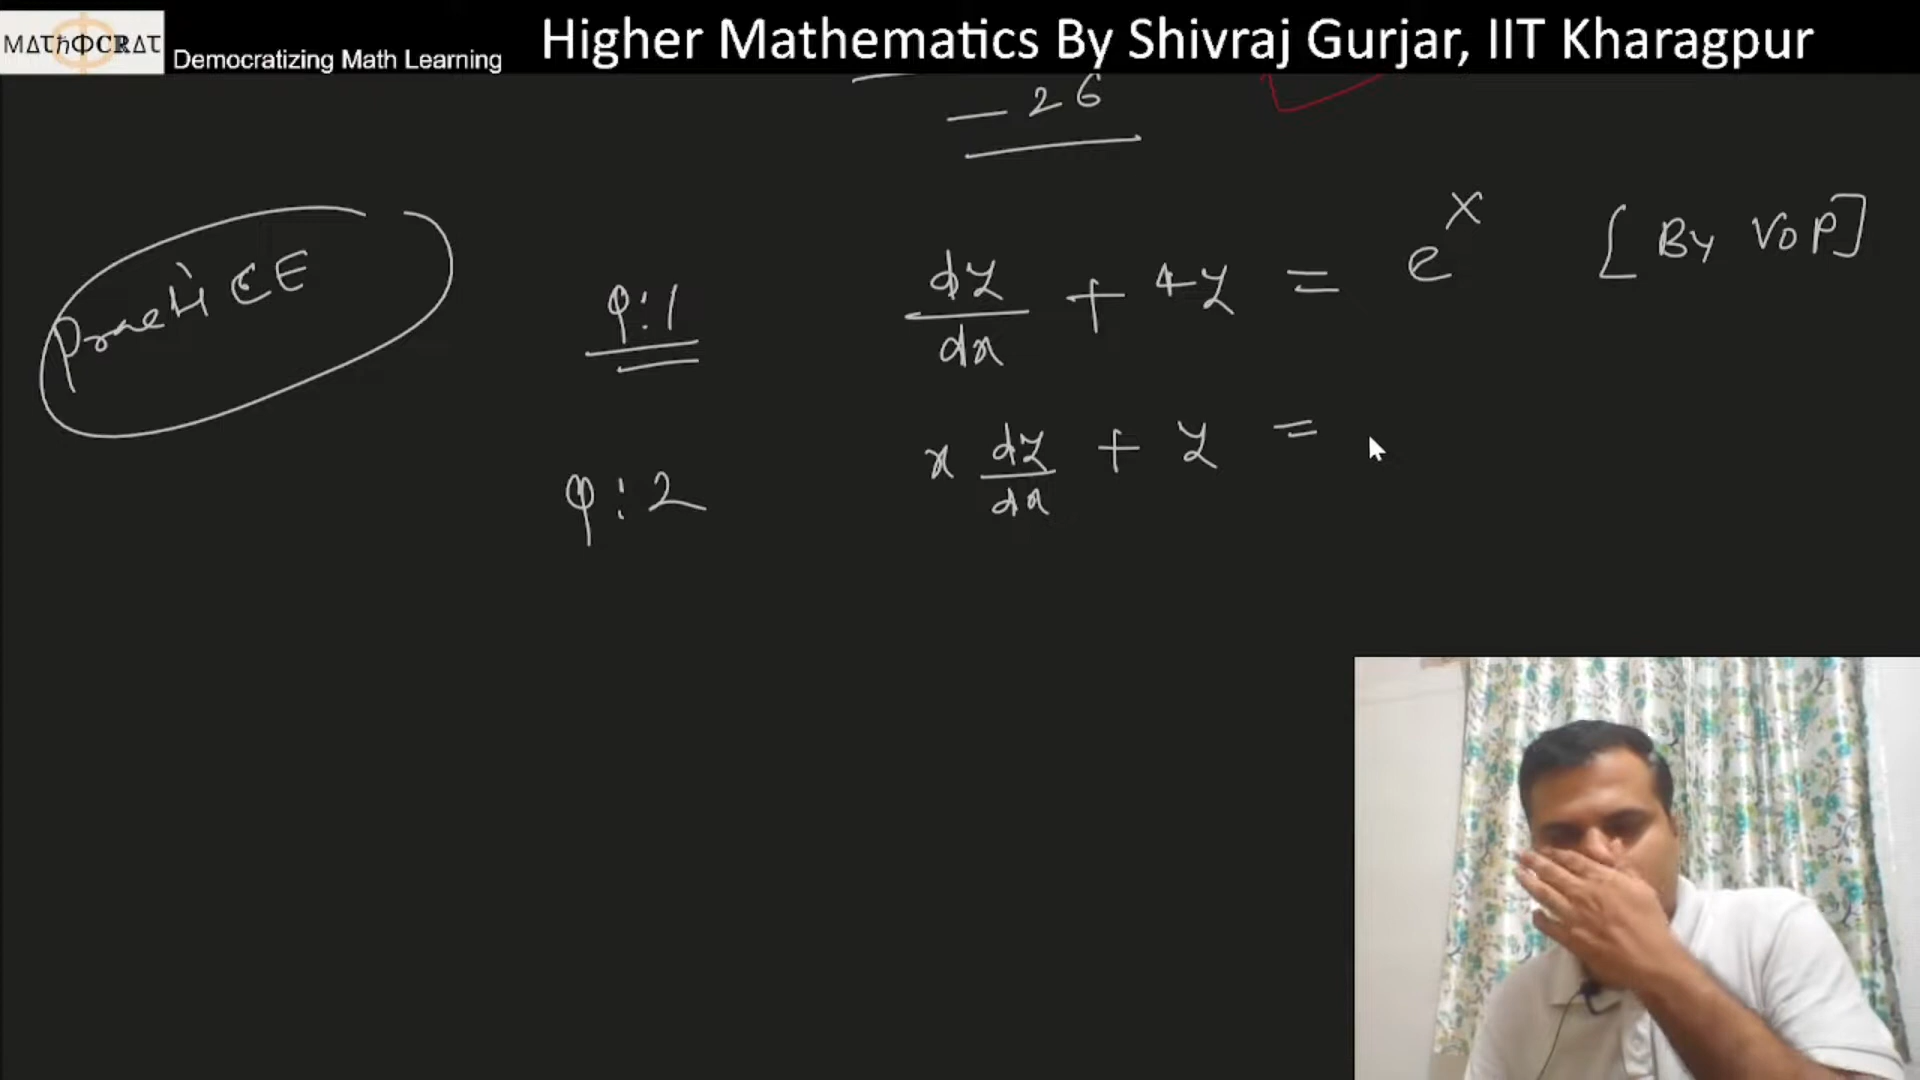 MΔTℏΦCRΔT
Democratizing Math Learning
Higher Mathematics By Shivraj Gurjar, IIT Kharagpur
— 26
PractiCE
Q:1 dy/dx + 4y = e^x [By VOP]
Q:2 x dy/dx + y =